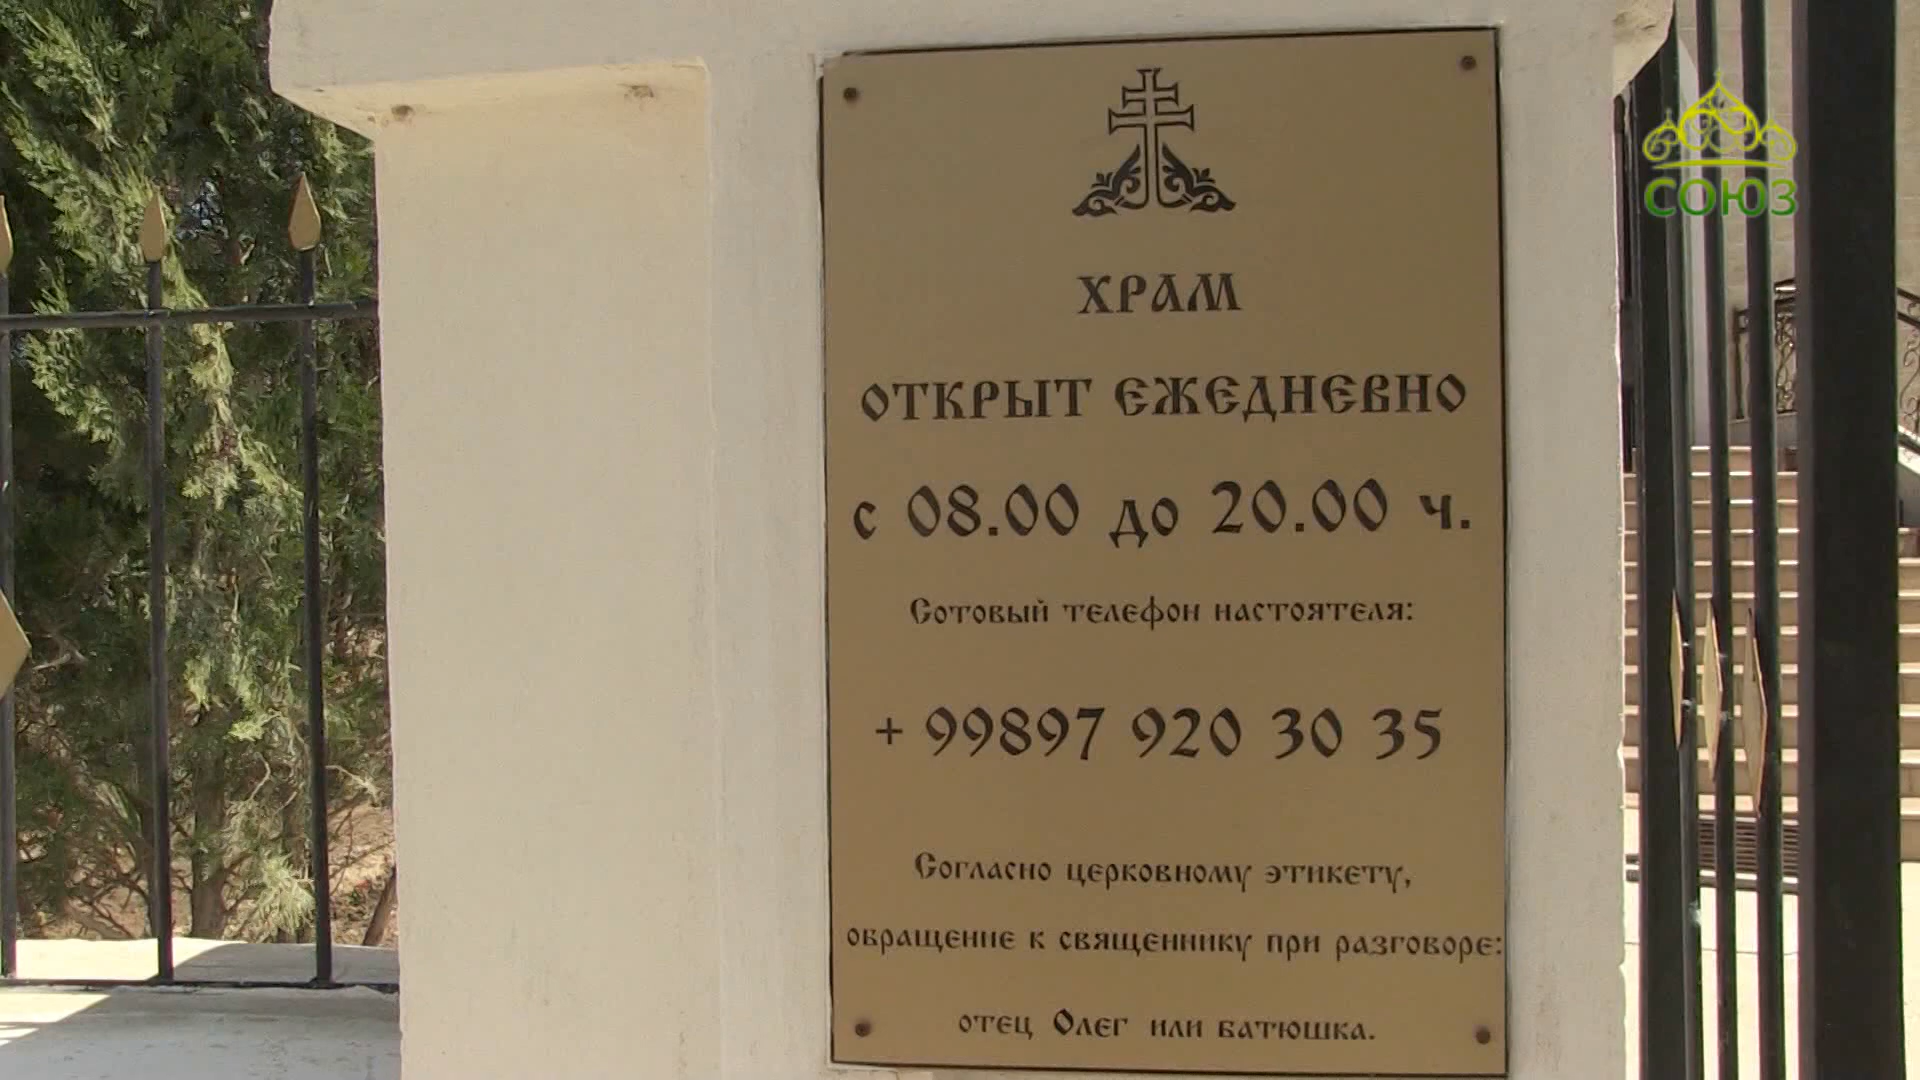 СОЮЗ
ХРАМ
ОТКРЫТ ЕЖЕДНЕВНО
с 08.00 до 20.00 ч.
Сотовый телефон настоятеля:
+ 99897 920 30 35
Согласно церковному этикету,
обращение к священнику при разговоре:
отец Олег или батюшка.